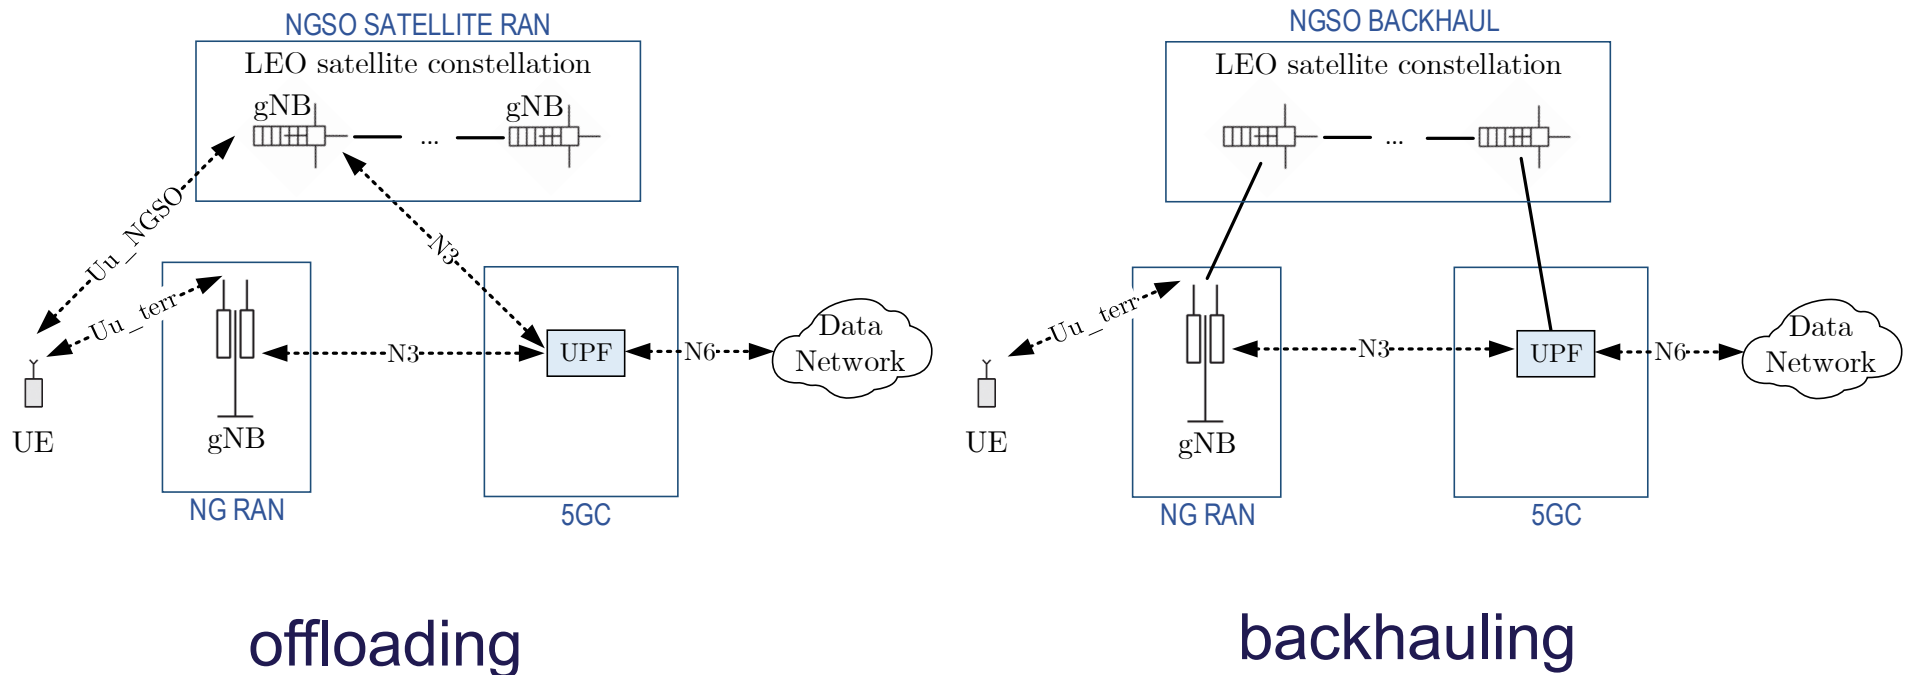 NGSO SATELLITE RAN
LEO satellite constellation
gNB
gNB
...
Uu_NGSO
N3
Uu_terr
N3
UPF
N6
Data
Network
UE
gNB
NG RAN
5GC
offloading
NGSO BACKHAUL
LEO satellite constellation
...
Uu_terr
N3
UPF
N6
Data
Network
UE
gNB
NG RAN
5GC
backhauling